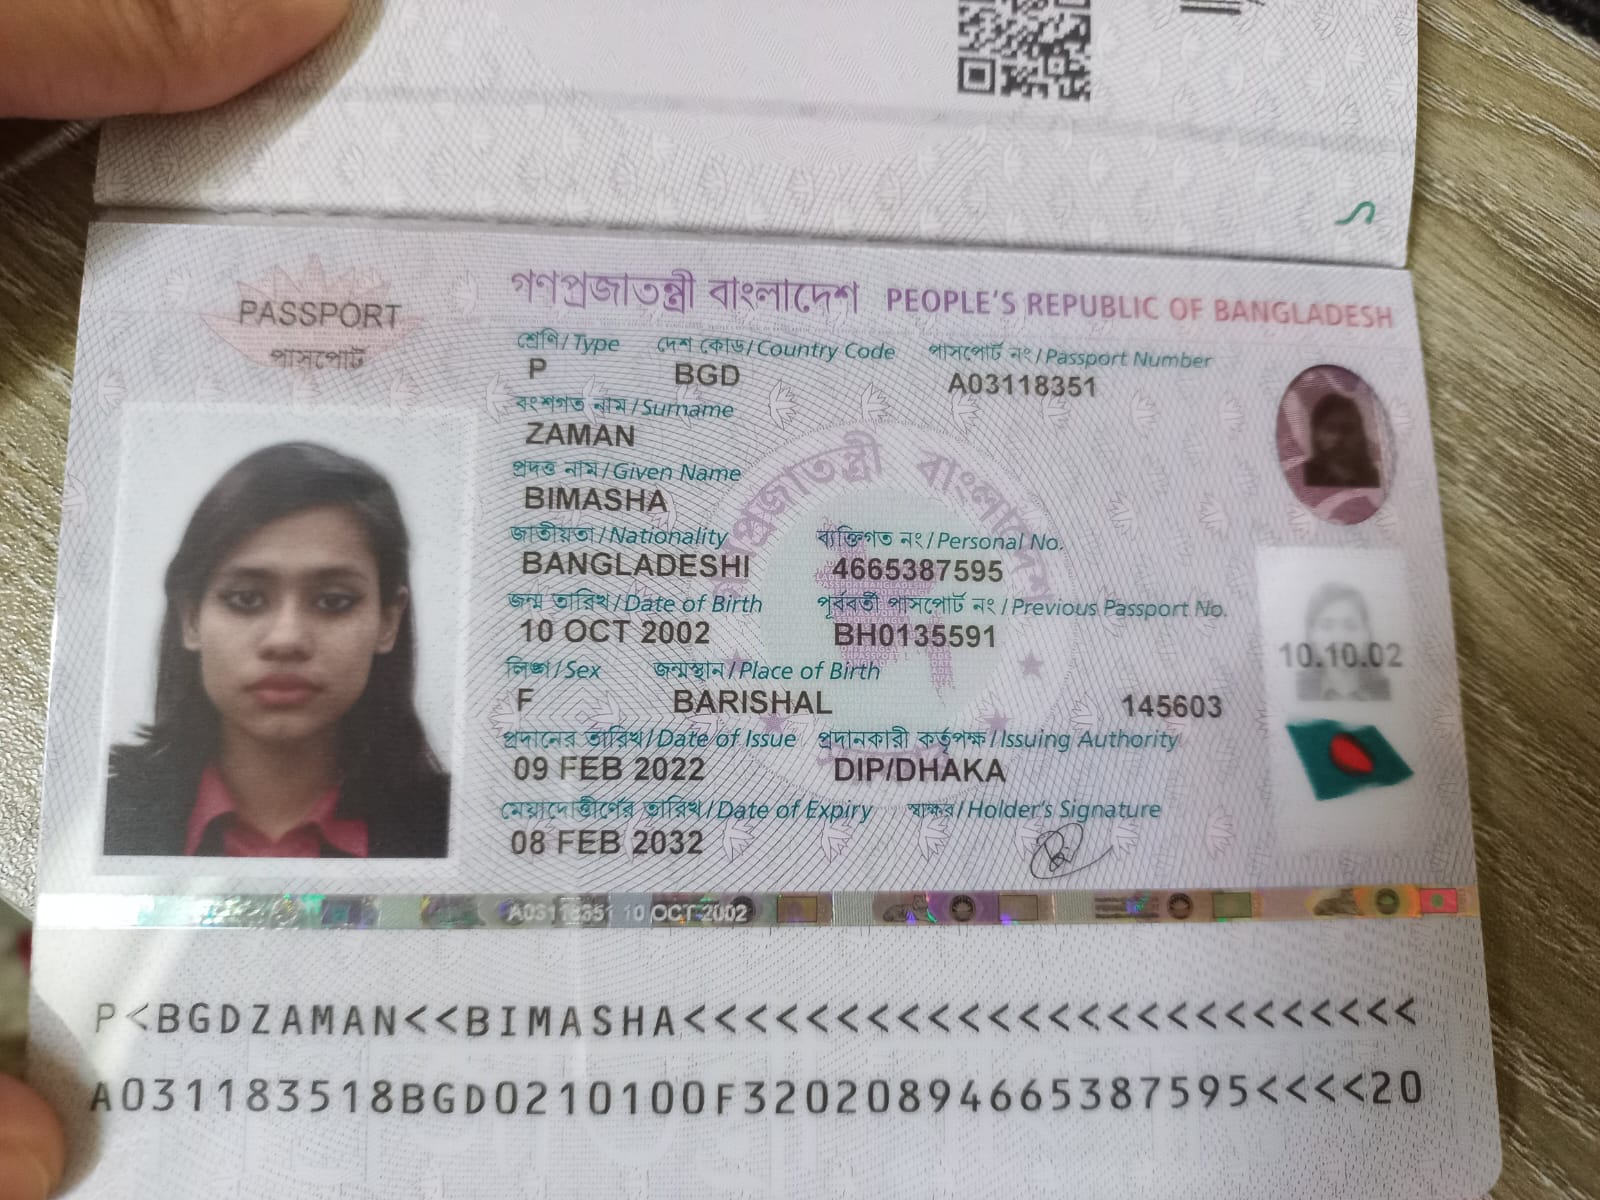 PASSPORT
পাসপোর্ট
গণপ্রজাতন্ত্রী বাংলাদেশ PEOPLE'S REPUBLIC OF BANGLADESH
শ্রেণি/Type দেশ কোড/Country Code পাসপোর্ট নং/Passport Number
P BGD A03118351
বংশগত নাম/Surname
ZAMAN
প্রদত্ত নাম/Given Name
BIMASHA
জাতীয়তা/Nationality ব্যক্তিগত নং/Personal No.
BANGLADESHI 4665387595
জন্ম তারিখ/Date of Birth পূর্ববর্তী পাসপোর্ট নং/Previous Passport No.
10 OCT 2002 BH0135591
10.10.02
লিঙ্গ/Sex জন্মস্থান/Place of Birth
F BARISHAL 145603
প্রদানের তারিখ/Date of Issue প্রদানকারী কর্তৃপক্ষ/Issuing Authority
09 FEB 2022 DIP/DHAKA
মেয়াদোত্তীর্ণের তারিখ/Date of Expiry স্বাক্ষর/Holder's Signature
08 FEB 2032
A03118351 10 OCT 2002
P<BGDZAMAN<<BIMASHA<<<<<<<<<<<<<<<<<<<<<<<<<
A031183518BGD0210100F32020894665387595<<<<20